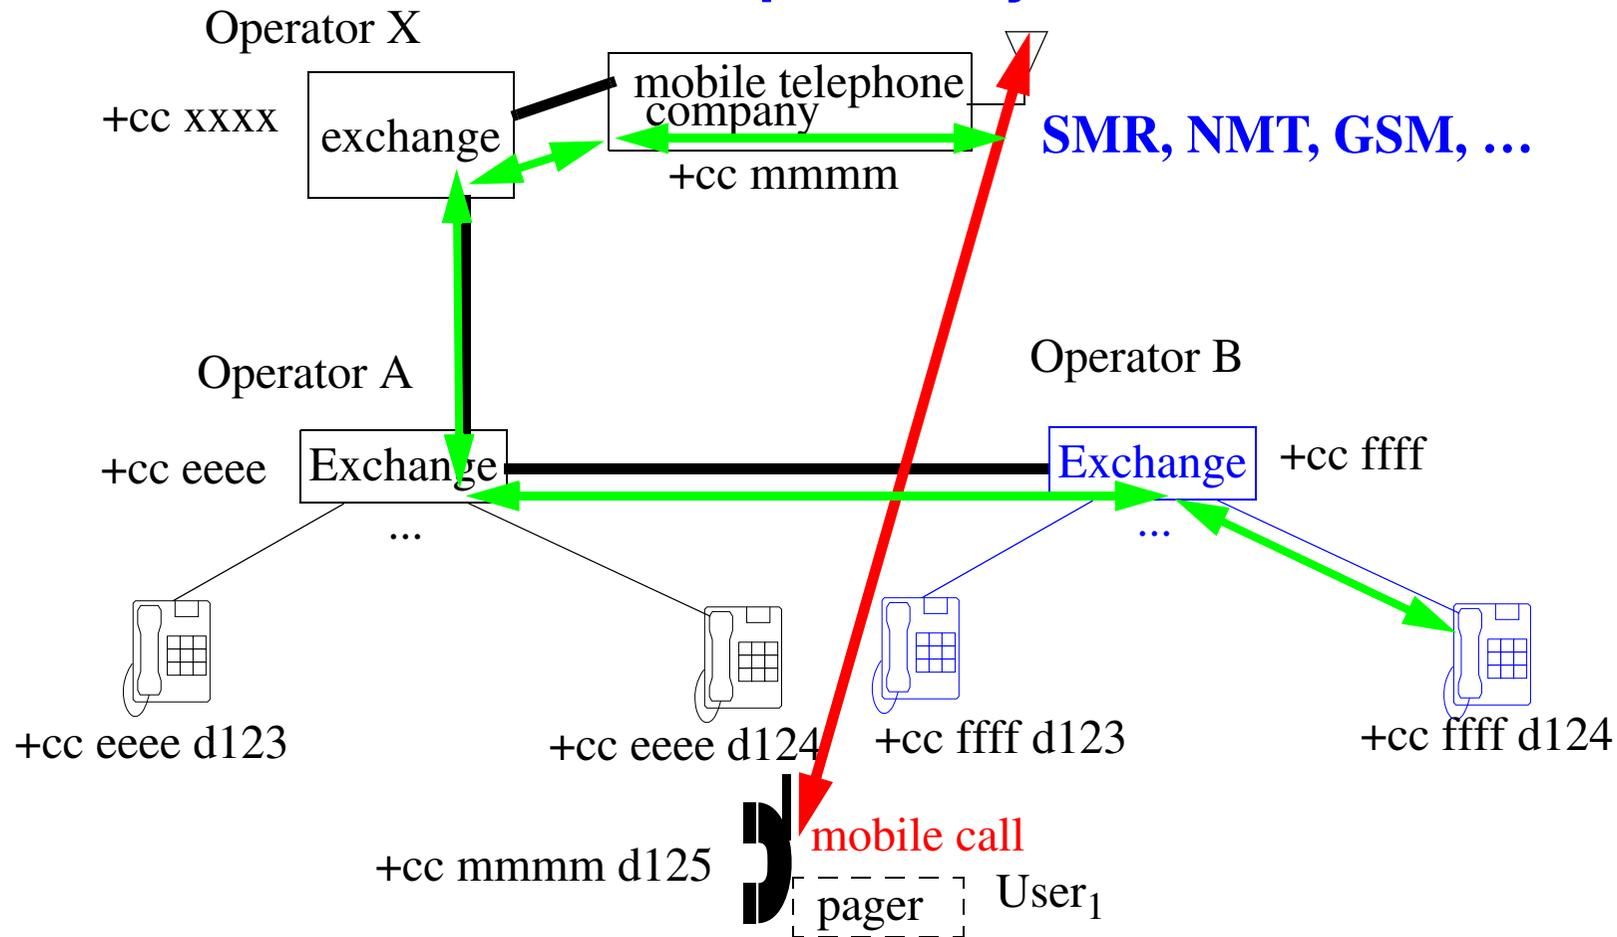 Operator X
mobile telephone
company
+cc xxxx
exchange
SMR, NMT, GSM, …
+cc mmmm
Operator A
Operator B
+cc eeee
Exchange
Exchange
+cc ffff
...
...
+cc eeee d123
+cc eeee d124
+cc ffff d123
+cc ffff d124
mobile call
+cc mmmm d125
pager
User1